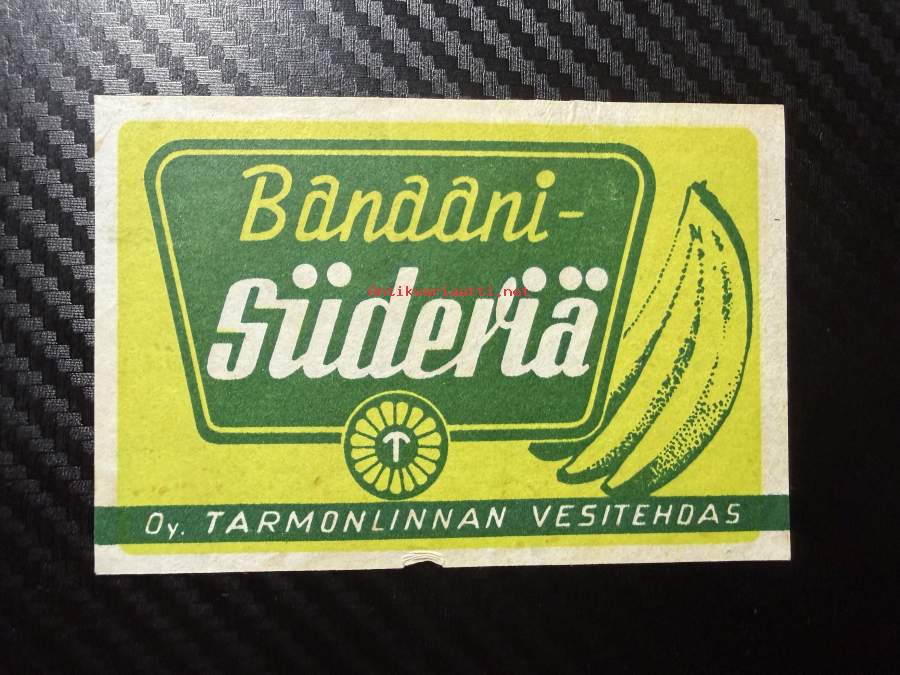 Banaani-
Siideriä
antikvariaatti.net
T
Oy. TARMONLINNAN VESITEHDAS